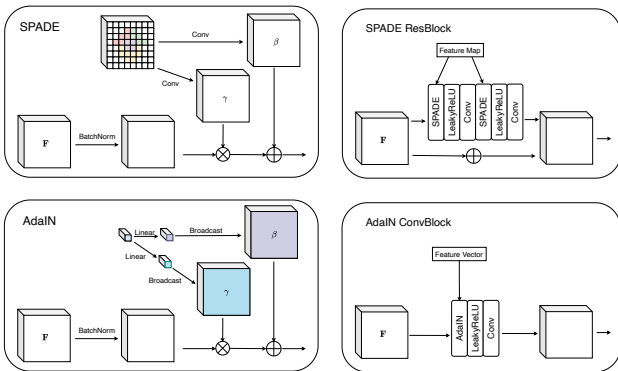 SPADE
Conv
β
Conv
γ
BatchNorm
F
SPADE ResBlock
Feature Map
SPADE
LeakyReLU
Conv
SPADE
LeakyReLU
Conv
F
AdaIN
Linear
Broadcast
β
Linear
Broadcast
γ
BatchNorm
F
AdaIN ConvBlock
Feature Vector
AdaIN
LeakyReLU
Conv
F